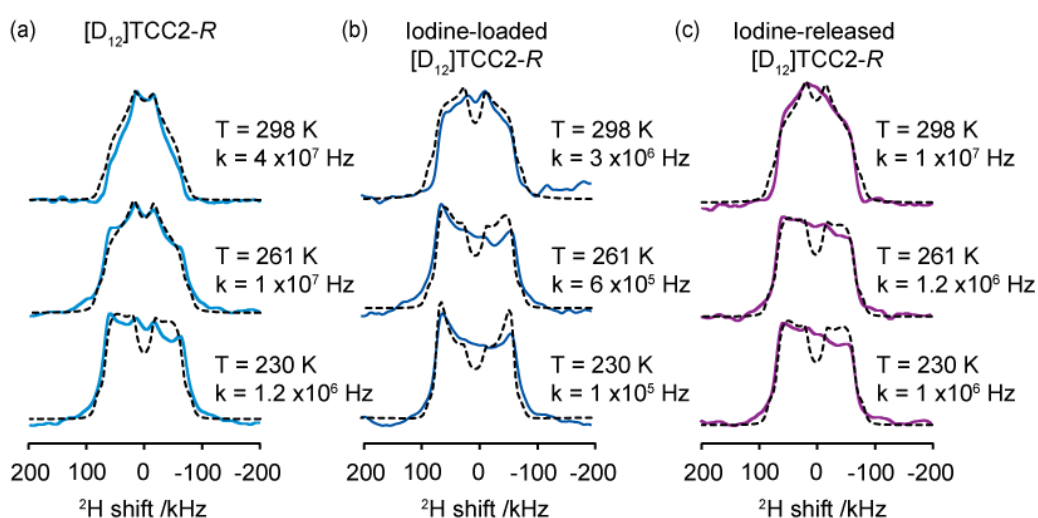 (a) [D₁₂]TCC2-R
(b) Iodine-loaded
[D₁₂]TCC2-R
(c) Iodine-released
[D₁₂]TCC2-R
T = 298 K
k = 4 x10⁷ Hz
T = 261 K
k = 1 x10⁷ Hz
T = 230 K
k = 1.2 x10⁶ Hz
200 100 0 -100 -200
²H shift /kHz
T = 298 K
k = 3 x10⁶ Hz
T = 261 K
k = 6 x10⁵ Hz
T = 230 K
k = 1 x10⁵ Hz
200 100 0 -100 -200
²H shift /kHz
T = 298 K
k = 1 x10⁷ Hz
T = 261 K
k = 1.2 x10⁶ Hz
T = 230 K
k = 1 x10⁶ Hz
200 100 0 -100 -200
²H shift /kHz